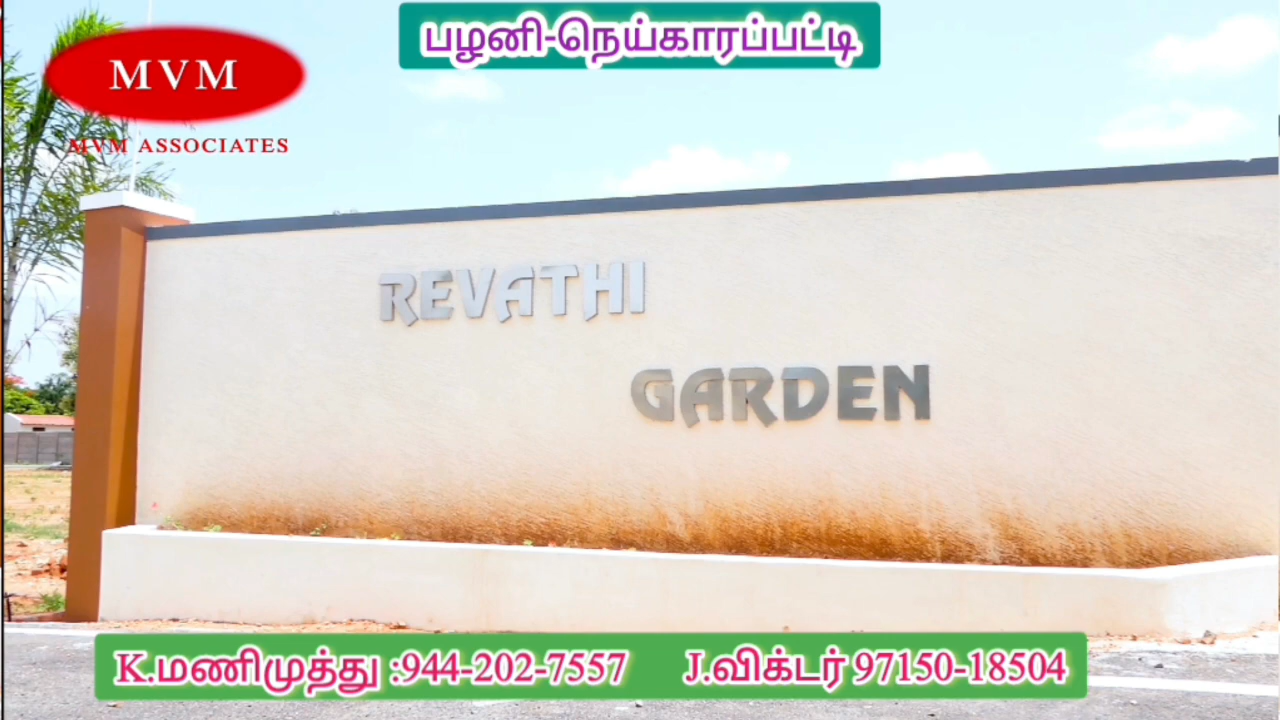 பழனி-நெய்காரப்பட்டி
MVM
MVM ASSOCIATES
REVATHI
GARDEN
K.மணிமுத்து :944-202-7557 J.விக்டர் 97150-18504